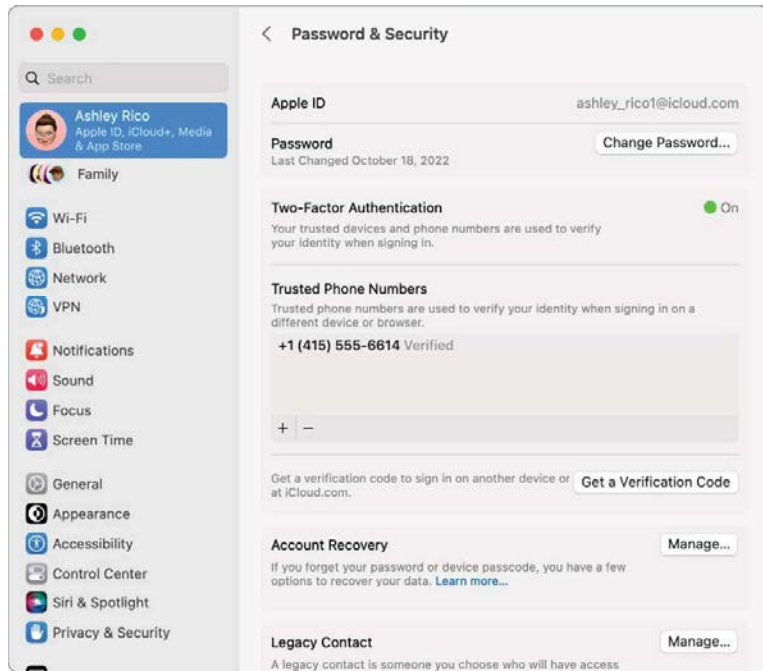 Password & Security
Search
Ashley Rico
Apple ID, iCloud+, Media
& App Store
Family
Wi-Fi
Bluetooth
Network
VPN
Notifications
Sound
Focus
Screen Time
General
Appearance
Accessibility
Control Center
Siri & Spotlight
Privacy & Security
Apple ID ashley_rico1@icloud.com
Password
Last Changed October 18, 2022
Change Password...
Two-Factor Authentication On
Your trusted devices and phone numbers are used to verify
your identity when signing in.
Trusted Phone Numbers
Trusted phone numbers are used to verify your identity when signing in on a
different device or browser.
+1 (415) 555-6614 Verified
+ −
Get a verification code to sign in on another device or
at iCloud.com.
Get a Verification Code
Account Recovery
Manage...
If you forget your password or device passcode, you have a few
options to recover your data. Learn more...
Legacy Contact
Manage...
A legacy contact is someone you choose who will have access